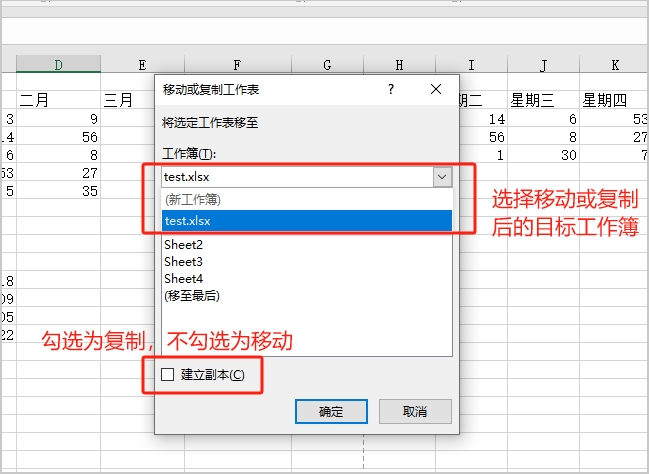 D E F G H I J K
二月 三月 期二 星期三 星期四
3 9 14 6 53
14 56 56 8 27
6 8 1 30 7
53 27
5 35
18
09
05
22
移动或复制工作表 ?
将选定工作表移至
工作簿(T):
test.xlsx
(新工作簿)
test.xlsx
Sheet2
Sheet3
Sheet4
(移至最后)
建立副本(C)
确定 取消
选择移动或复制
后的目标工作簿
勾选为复制，不勾选为移动